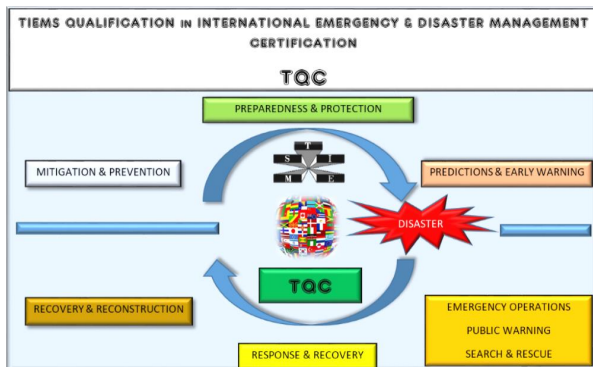 TIEMS QUALIFICATION IN INTERNATIONAL EMERGENCY & DISASTER MANAGEMENT
CERTIFICATION
TQC
PREPAREDNESS & PROTECTION
T
S I
M E
MITIGATION & PREVENTION
PREDICTIONS & EARLY WARNING
DISASTER
TQC
RECOVERY & RECONSTRUCTION
EMERGENCY OPERATIONS
PUBLIC WARNING
SEARCH & RESCUE
RESPONSE & RECOVERY